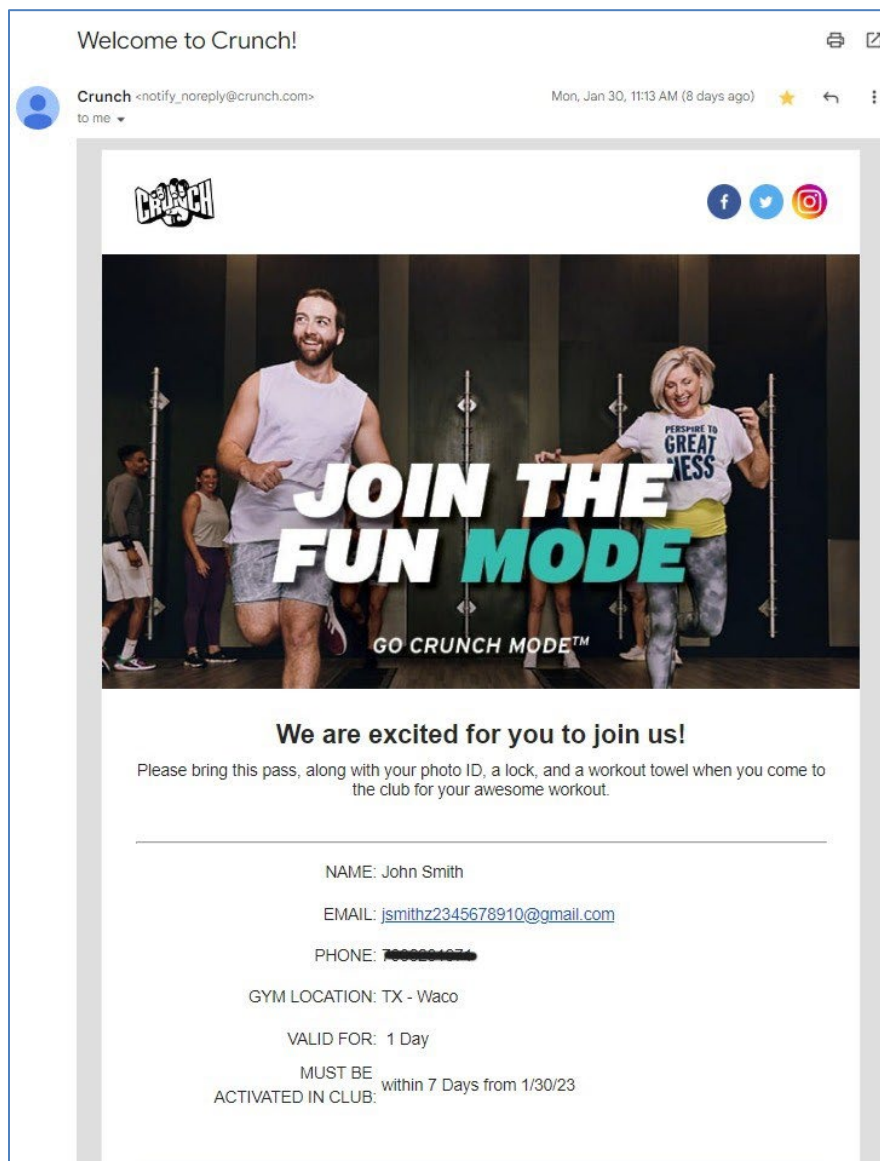 Welcome to Crunch!
Crunch <notify_noreply@crunch.com>
Mon, Jan 30, 11:13 AM (8 days ago)
to me
CRUNCH
PERSPIRE TO
GREAT
NESS
JOIN THE
FUN MODE
GO CRUNCH MODE™
We are excited for you to join us!
Please bring this pass, along with your photo ID, a lock, and a workout towel when you come to
the club for your awesome workout.
NAME: John Smith
EMAIL: jsmithz2345678910@gmail.com
PHONE:
GYM LOCATION: TX - Waco
VALID FOR: 1 Day
MUST BE
ACTIVATED IN CLUB: within 7 Days from 1/30/23